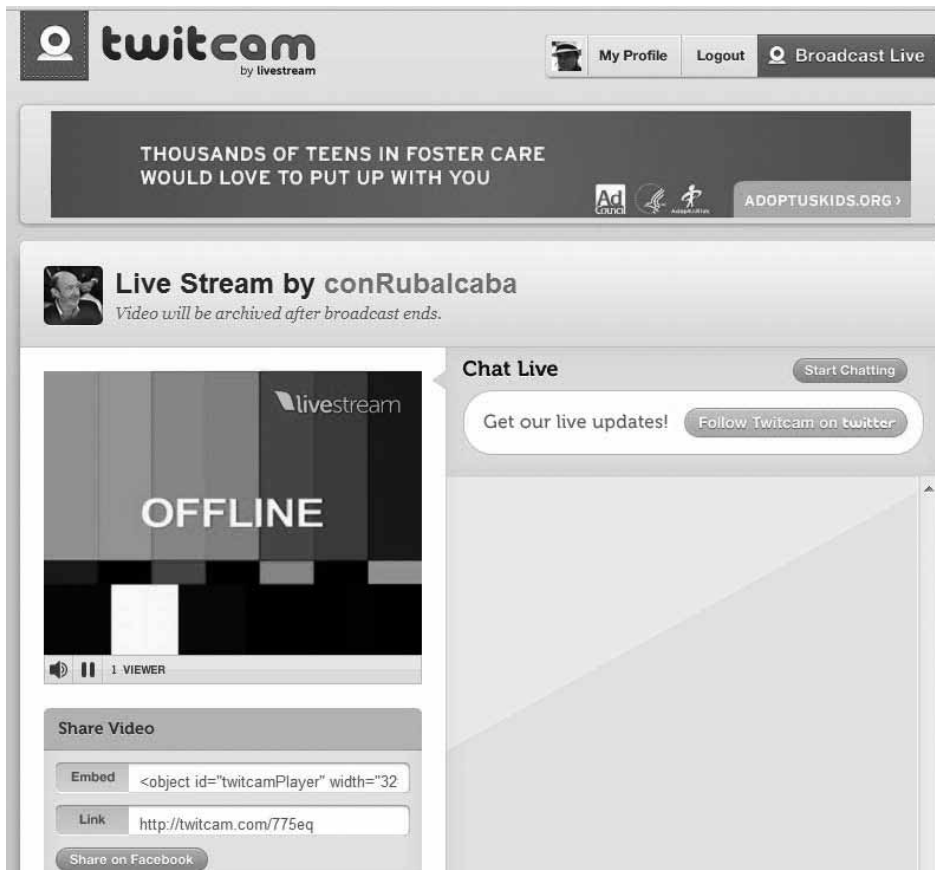 twitcam
by livestream
My Profile
Logout
Broadcast Live
THOUSANDS OF TEENS IN FOSTER CARE
WOULD LOVE TO PUT UP WITH YOU
Ad
Council
AdoptUsKids
ADOPTUSKIDS.ORG ›
Live Stream by conRubalcaba
Video will be archived after broadcast ends.
livestream
OFFLINE
1 VIEWER
Chat Live
Start Chatting
Get our live updates!
Follow Twitcam on twitter
Share Video
Embed
<object id="twitcamPlayer" width="32
Link
http://twitcam.com/775eq
Share on Facebook